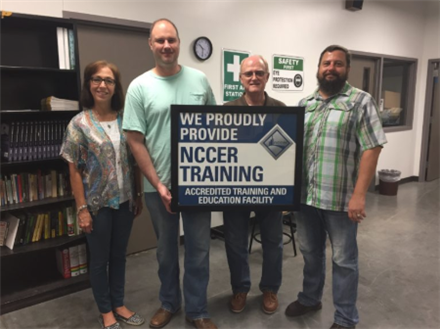 WE PROUDLY
PROVIDE
NCCER
TRAINING
ACCREDITED TRAINING AND
EDUCATION FACILITY
FIRST AID
STATION
SAFETY
FIRST
EYE
PROTECTION
REQUIRED